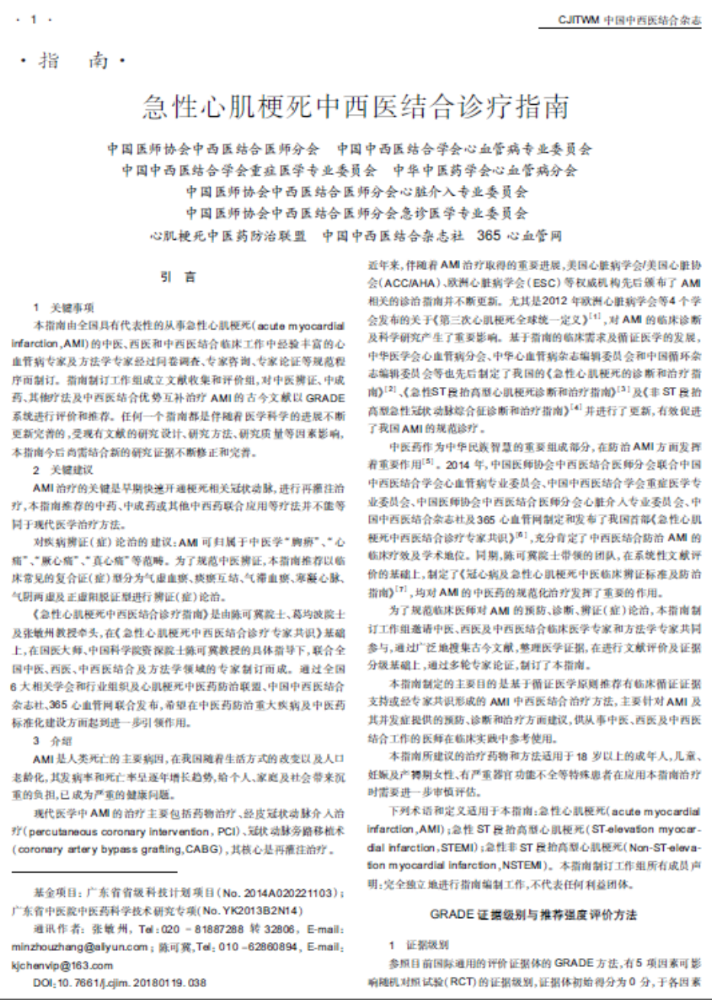 · 1 ·
CJITWM 中国中西医结合杂志
·指 南·
急性心肌梗死中西医结合诊疗指南
中国医师协会中西医结合医师分会 中国中西医结合学会心血管病专业委员会
中国中西医结合学会重症医学专业委员会 中华中医药学会心血管病分会
中国医师协会中西医结合医师分会心脏介入专业委员会
中国医师协会中西医结合医师分会急诊医学专业委员会
心肌梗死中医药防治联盟 中国中西医结合杂志社 365 心血管网
引 言
1 关键事项
本指南由全国具有代表性的从事急性心肌梗死(acute myocardial
infarction,AMI)的中医、西医和中西医结合临床工作中经验丰富的心
血管病专家及方法学专家经过问卷调查、专家咨询、专家论证等规范程
序而制订。指南制订工作组成立文献收集和评价组,对中医辨证、中成
药、其他疗法及中西医结合优势互补治疗 AMI 的古今文献以 GRADE
系统进行评价和推荐。任何一个指南都是伴随着医学科学的进展不断
更新完善的,受现有文献的研究设计、研究方法、研究质量等因素影响,
本指南今后尚需结合新的研究证据不断修正和完善。
2 关键建议
AMI 治疗的关键是早期快速开通梗死相关冠状动脉,进行再灌注治
疗,本指南推荐的中药、中成药或其他中西药联合应用等疗法并不能等
同于现代医学治疗方法。
对疾病辨证(症)论治的建议:AMI 可归属于中医学“胸痹”、“心
痛”、“厥心痛”、“真心痛”等范畴。为了规范中医辨证,本指南推荐以临
床常见的复合证(症)型分为气虚血瘀、痰瘀互结、气滞血瘀、寒凝心脉、
气阴两虚及正虚阳脱证型进行辨证(症)论治。
《急性心肌梗死中西医结合诊疗指南》是由陈可冀院士、葛均波院士
及张敏州教授牵头,在《急性心肌梗死中西医结合诊疗专家共识》基础
上,在国医大师、中国科学院资深院士陈可冀教授的具体指导下,联合全
国中医、西医、中西医结合及方法学领域的专家制订而成。通过全国
6 大相关学会和行业组织及心肌梗死中医药防治联盟、中国中西医结合
杂志社、365 心血管网联合发布,希望在中医药防治重大疾病及中医药
标准化建设方面起到进一步引领作用。
3 介绍
AMI 是人类死亡的主要病因,在我国随着生活方式的改变以及人口
老龄化,其发病率和死亡率呈逐年增长趋势,给个人、家庭及社会带来沉
重的负担,已成为严重的健康问题。
现代医学中 AMI 的治疗主要包括药物治疗、经皮冠状动脉介入治
疗(percutaneous coronary intervention, PCI)、冠状动脉旁路移植术
(coronary artery bypass grafting,CABG),其核心是再灌注治疗。
基金项目:广东省省级科技计划项目(No. 2014A020221103);
广东省中医院中医药科学技术研究专项(No.YK2013B2N14)
通讯作者:张敏州, Tel:020 - 81887288 转 32806, E-mail:
minzhouzhang@aliyun.com;陈可冀,Tel: 010 -62860894, E-mail:
kjchenvip@163.com
DOI:10.7661/j.cjim.20180119.038
近年来,伴随着 AMI 治疗取得的重要进展,美国心脏病学会/美国心脏协
会(ACC/AHA)、欧洲心脏病学会(ESC)等权威机构先后颁布了 AMI
相关的诊治指南并不断更新。尤其是2012 年欧洲心脏病学会等4 个学
会发布的关于《第三次心肌梗死全球统一定义》[1],对 AMI 的临床诊断
及科学研究产生了重要影响。基于指南的临床需求及循证医学的发展,
中华医学会心血管病分会、中华心血管病杂志编辑委员会和中国循环杂
志编辑委员会等也先后制定了我国的《急性心肌梗死的诊断和治疗指
南》[2]、《急性ST段抬高型心肌梗死诊断和治疗指南》[3]及《非 ST 段抬
高型急性冠状动脉综合征诊断和治疗指南》[4]并进行了更新,有效促进
了我国 AMI 的规范诊疗。
中医药作为中华民族智慧的重要组成部分,在防治 AMI 方面发挥
着重要作用[5]。2014 年,中国医师协会中西医结合医师分会联合中国
中西医结合学会心血管病专业委员会、中国中西医结合学会重症医学专
业委员会、中国医师协会中西医结合医师分会心脏介入专业委员会、中
国中西医结合杂志社及365 心血管网制定和发布了我国首部《急性心肌
梗死中西医结合诊疗专家共识》[6],充分肯定了中西医结合防治 AMI 的
临床疗效及学术地位。同期,陈可冀院士带领的团队,在系统性文献评
价的基础上,制定了《冠心病及急性心肌梗死中医临床辨证标准及防治
指南》[7],均对 AMI 的中医药的规范化治疗发挥了重要的作用。
为了规范临床医师对 AMI 的预防、诊断、辨证(症)论治,本指南制
订工作组邀请中医、西医及中西医结合临床医学专家和方法学专家共同
参与,通过广泛地搜集古今文献,整理医学证据,在进行文献评价及证据
分级基础上,通过多轮专家论证,制订了本指南。
本指南制定的主要目的是基于循证医学原则推荐有临床循证证据
支持或经专家共识形成的 AMI 中西医结合治疗方法,主要针对 AMI 及
其并发症提供的预防、诊断和治疗方面建议,供从事中医、西医及中西医
结合工作的医师在临床实践中参考使用。
本指南所建议的治疗药物和方法适用于 18 岁以上的成年人,儿童、
妊娠及产褥期女性、有严重器官功能不全等特殊患者在应用本指南治疗
时需要进一步审慎评估。
下列术语和定义适用于本指南:急性心肌梗死(acute myocardial
infarction,AMI);急性 ST 段抬高型心肌梗死(ST-elevation myocar-
dial infarction,STEMI);急性非 ST 段抬高型心肌梗死(Non-ST-eleva-
tion myocardial infarction,NSTEMI)。本指南制订工作组所有成员声
明:完全独立地进行指南编制工作,不代表任何利益团体。
GRADE 证据级别与推荐强度评价方法
1 证据级别
参照目前国际通用的评价证据体的 GRADE 方法,有5 项因素可影
响随机对照试验(RCT)的证据级别,证据体初始得分为 0 分,于各因素